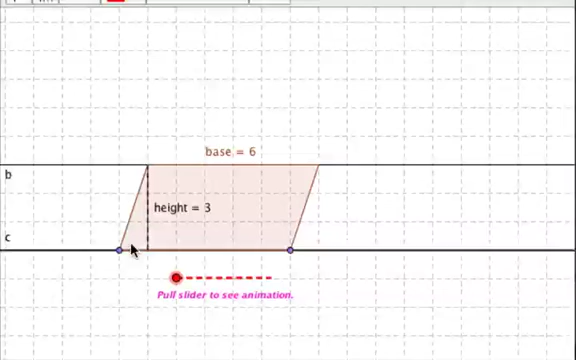 base = 6
b
height = 3
c
Pull slider to see animation.